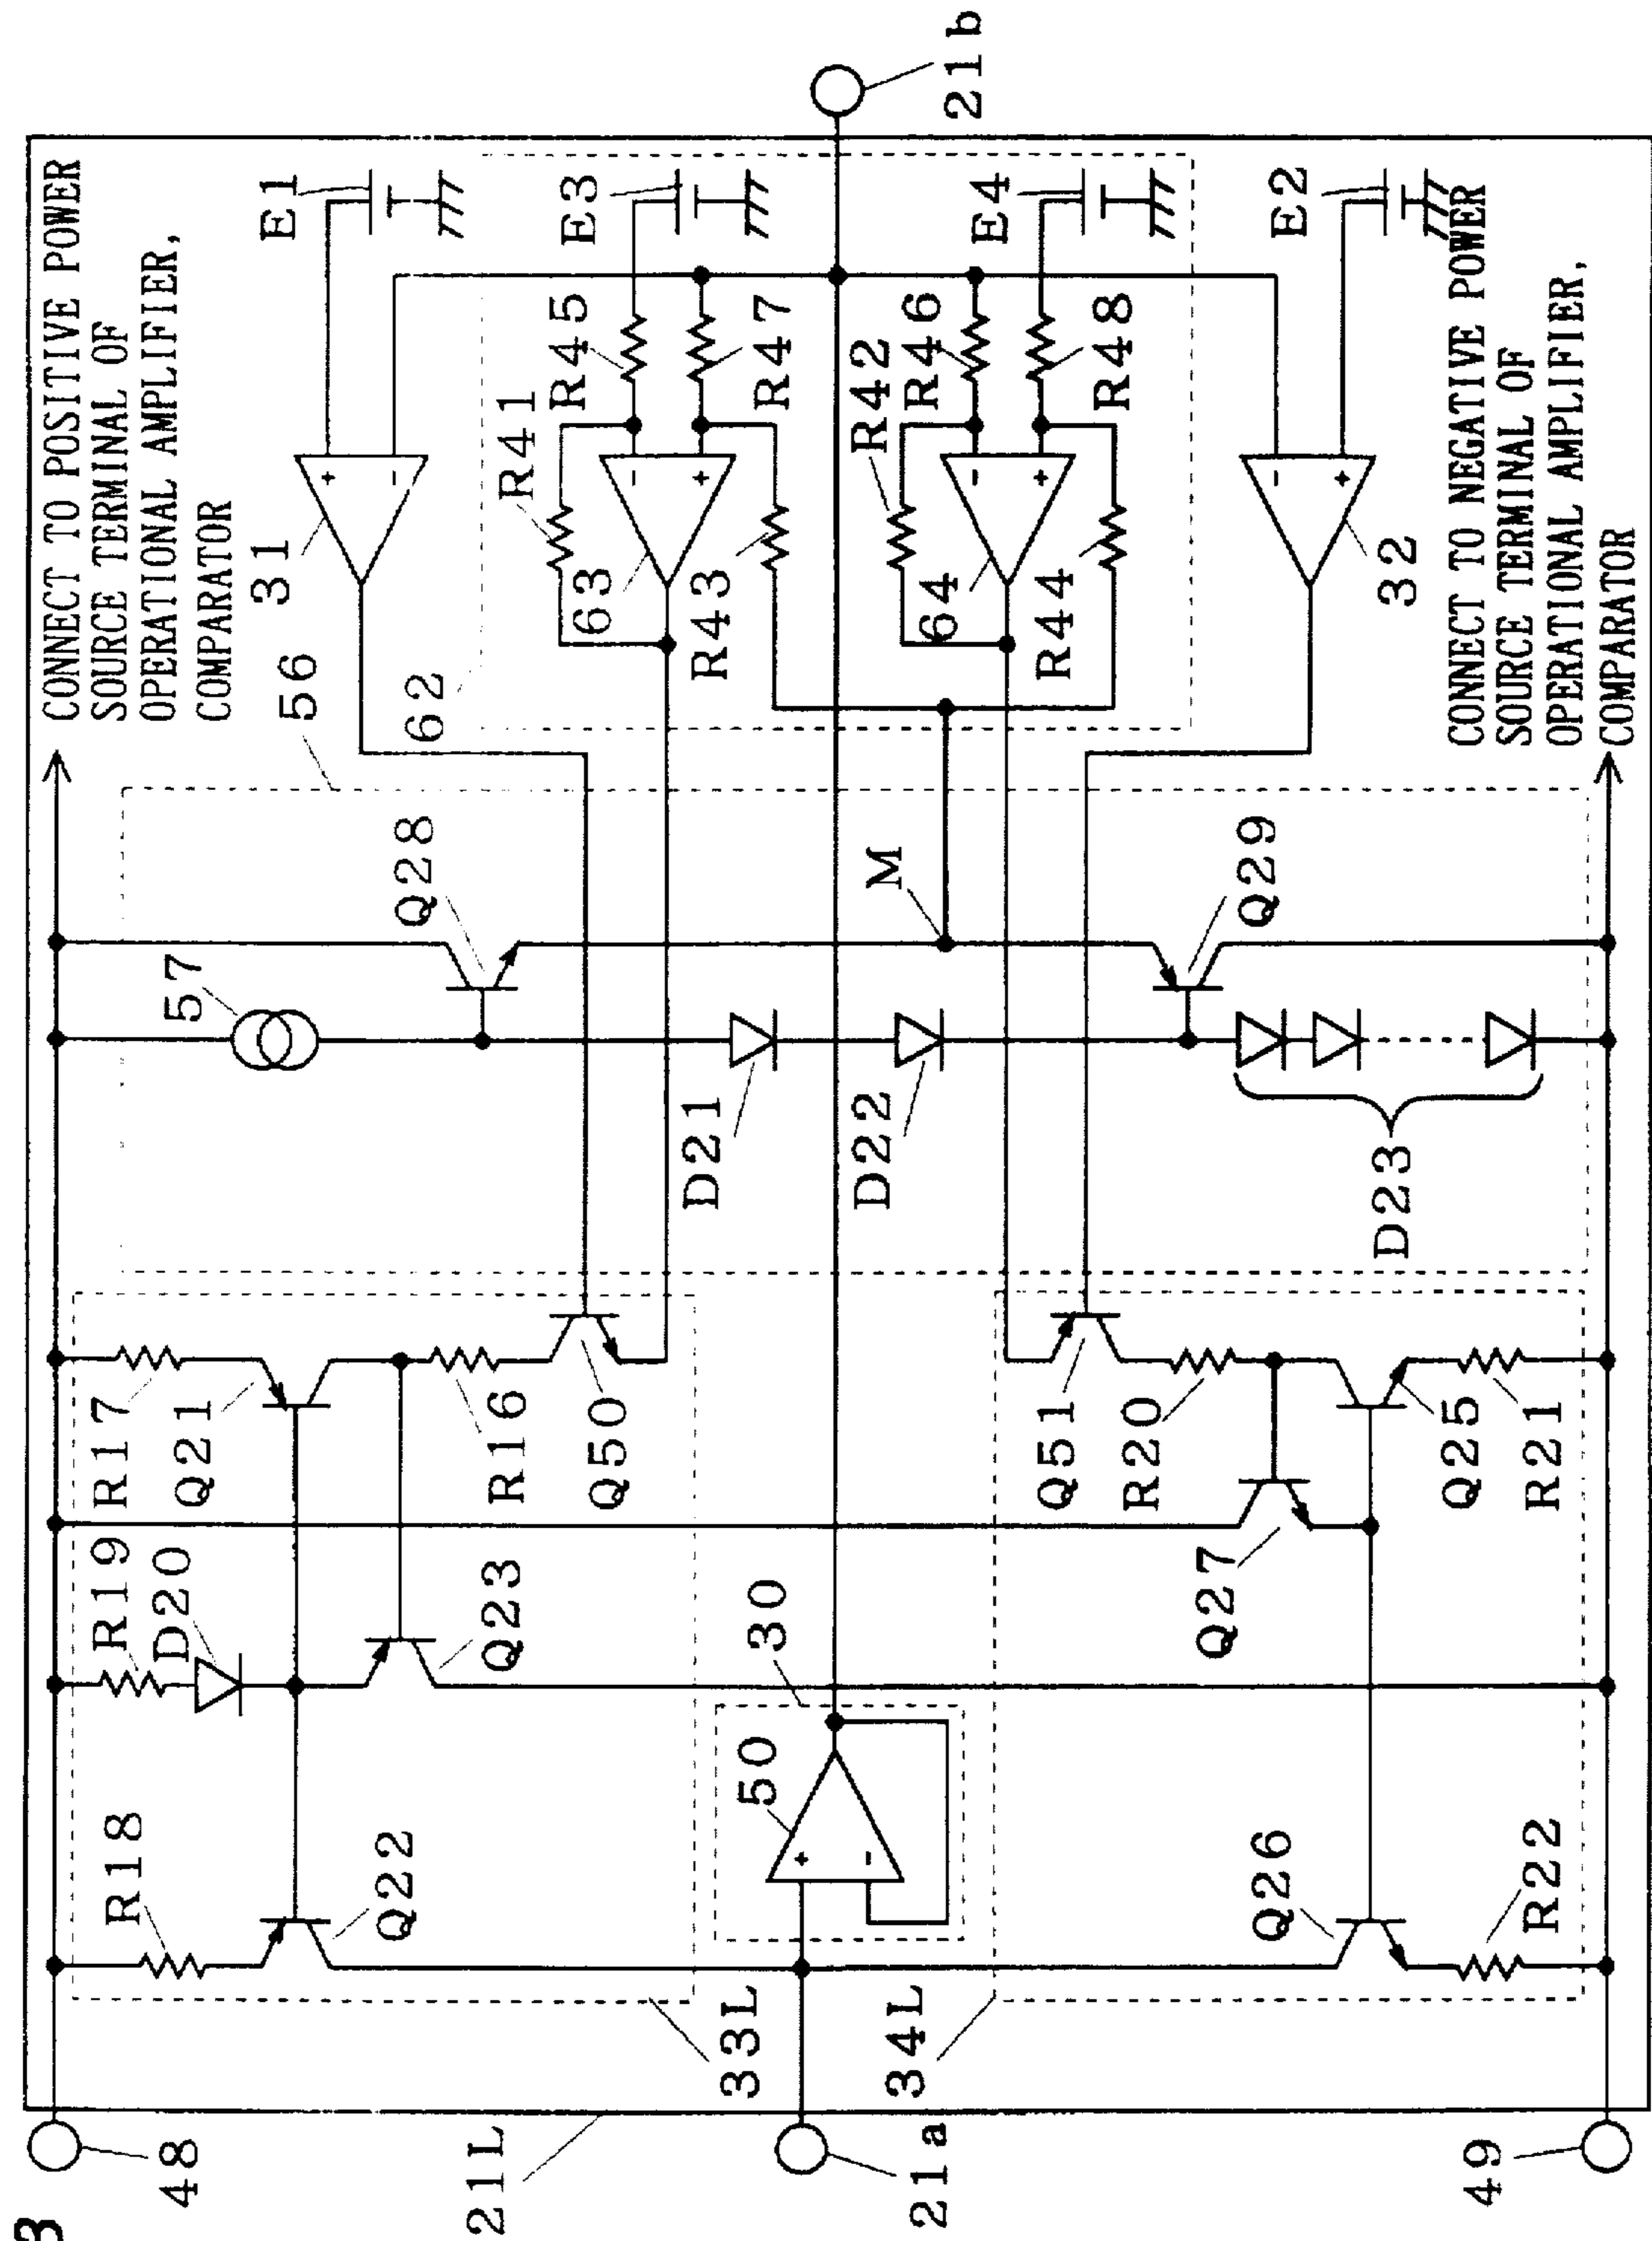 3
48
21L
21a
49
33L
34L
R18
Q22
R19
D20
Q23
R17
Q21
R16
Q50
50
30
Q26
R22
Q27
Q51
R20
Q25
R21
57
Q28
D21
D22
D23
M
Q29
56
62
CONNECT TO POSITIVE POWER
SOURCE TERMINAL OF
OPERATIONAL AMPLIFIER,
COMPARATOR
31
+
-
E1
R41
R45
E3
63
-
+
R43
R47
R42
R46
E4
64
-
+
R44
R48
32
-
+
E2
+
-
21b
CONNECT TO NEGATIVE POWER
SOURCE TERMINAL OF
OPERATIONAL AMPLIFIER,
COMPARATOR